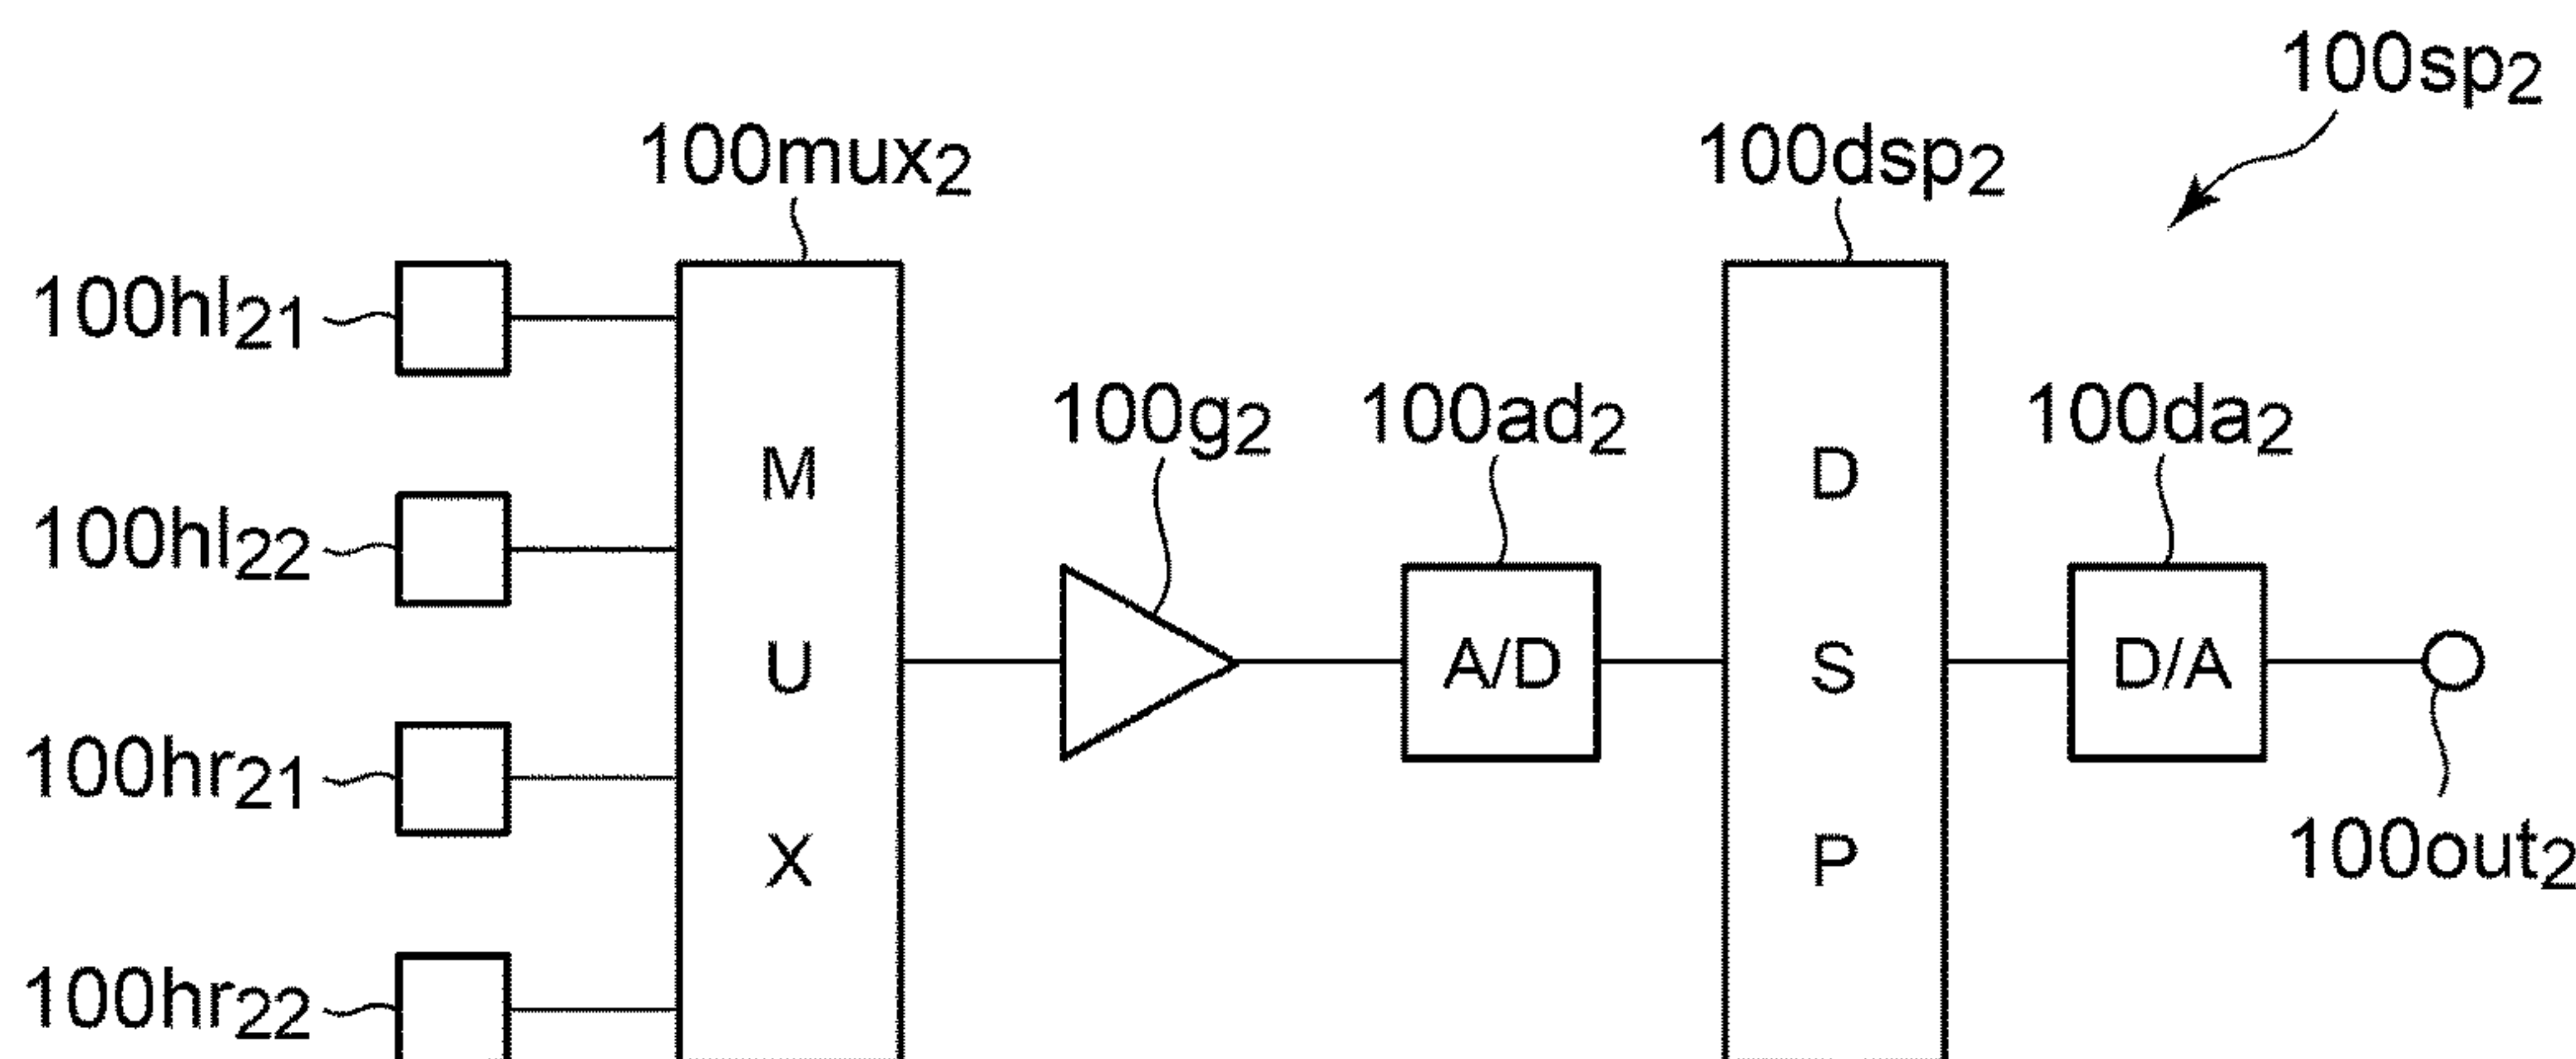 100sp₂
100mux₂
100dsp₂
100hl₂₁
100hl₂₂
100hr₂₁
100hr₂₂
M
U
X
100g₂
100ad₂
A/D
D
S
P
100da₂
D/A
100out₂